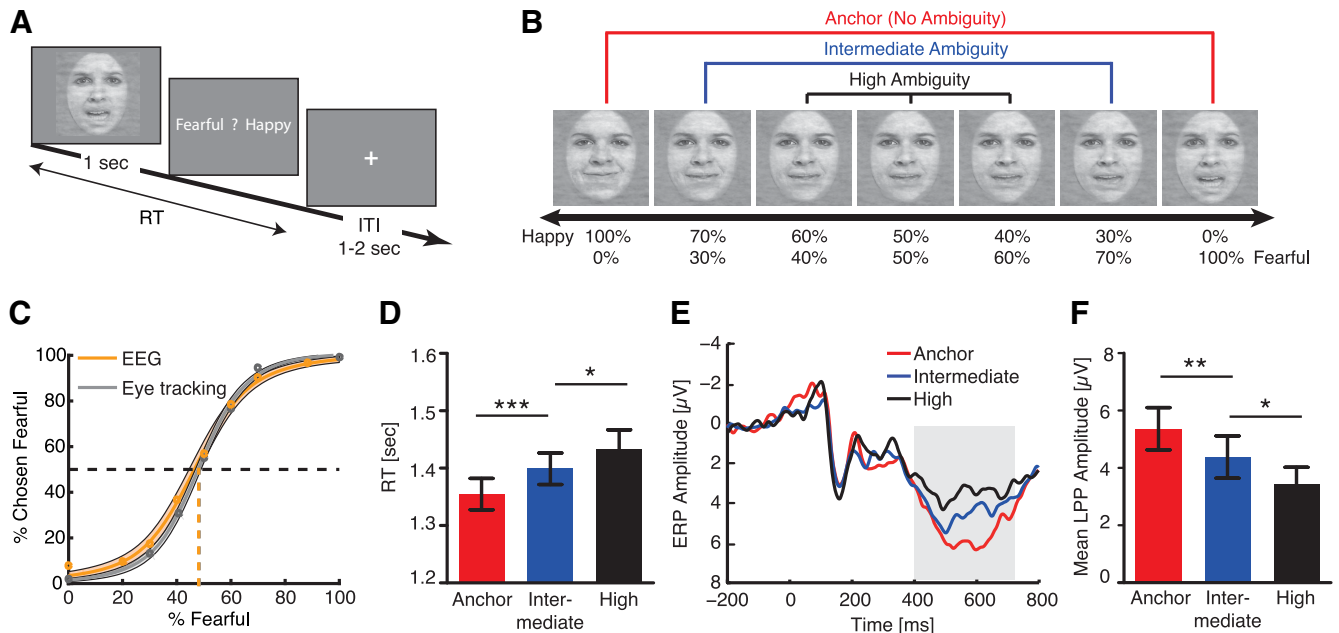 A
Fearful ? Happy
+
1 sec
RT
ITI
1-2 sec
B
Anchor (No Ambiguity)
Intermediate Ambiguity
High Ambiguity
Happy 100% 70% 60% 50% 40% 30% 0%
0% 30% 40% 50% 60% 70% 100% Fearful
C
EEG
Eye tracking
% Chosen Fearful
100
80
60
40
20
0
0 20 40 60 80 100
% Fearful
D
RT [sec]
1.6
1.5
1.4
1.3
1.2
***
*
Anchor Inter- High
mediate
E
Anchor
Intermediate
High
ERP Amplitude [µV]
−4
−2
0
2
4
6
8
−200 0 200 400 600 800
Time [ms]
F
Mean LPP Amplitude [µV]
8
6
4
2
0
**
*
Anchor Inter- High
mediate